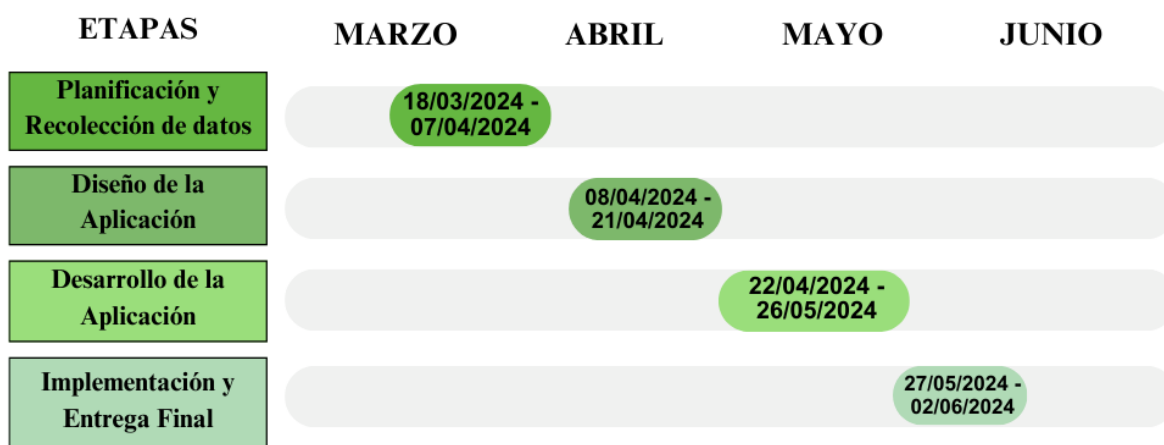 ETAPAS
MARZO
ABRIL
MAYO
JUNIO
Planificación y
Recolección de datos
18/03/2024 -
07/04/2024
Diseño de la
Aplicación
08/04/2024 -
21/04/2024
Desarrollo de la
Aplicación
22/04/2024 -
26/05/2024
Implementación y
Entrega Final
27/05/2024 -
02/06/2024